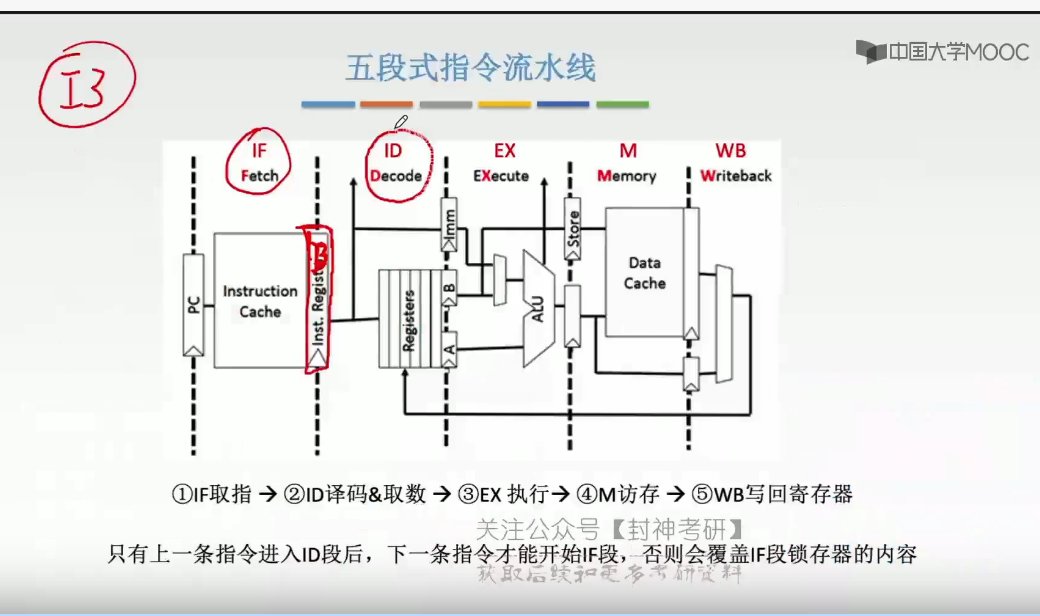 中国大学MOOC
I3
五段式指令流水线
IF ID EX M WB
Fetch Decode EXecute Memory Writeback
PC
Instruction Cache
Inst. Regist
Imm
Registers
B
A
ALU
Store
Data Cache
①IF取指 → ②ID译码&取数 → ③EX 执行→ ④M访存 → ⑤WB写回寄存器
关注公众号【封神考研】
只有上一条指令进入ID段后，下一条指令才能开始IF段，否则会覆盖IF段锁存器的内容
获取后续和更多考研资料